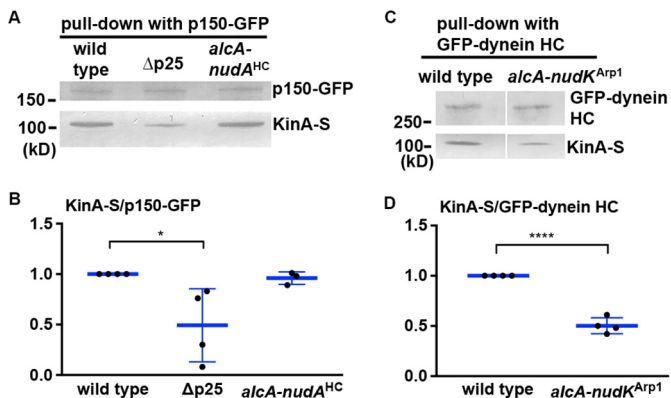 A
pull-down with p150-GFP
wild
type
Δp25
alcA-
nudA^HC
p150-GFP
150
100
(kD)
KinA-S
B
KinA-S/p150-GFP
*
1.5
1.0
0.5
0.0
wild type
Δp25
alcA-nudA^HC
C
pull-down with
GFP-dynein HC
wild type
alcA-nudK^Arp1
GFP-dynein
HC
250
100
(kD)
KinA-S
D
KinA-S/GFP-dynein HC
****
1.5
1.0
0.5
0.0
wild type
alcA-nudK^Arp1